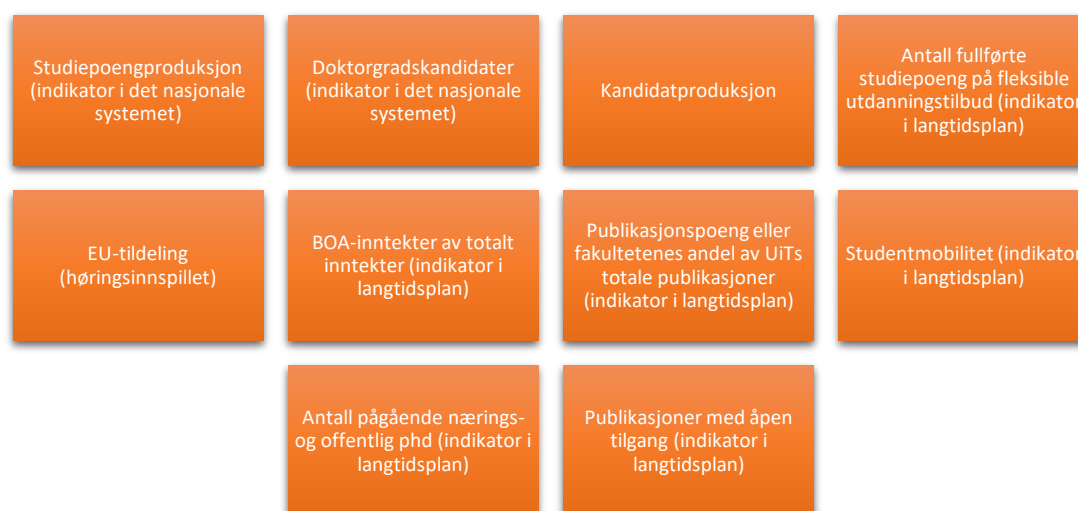 Studiepoengproduksjon
(indikator i det nasjonale
systemet)
Doktorgradskandidater
(indikator i det nasjonale
systemet)
Kandidatproduksjon
Antall fullførte
studiepoeng på fleksible
utdanningstilbud (indikator
i langtidsplan)
EU-tildeling
(høringsinnspillet)
BOA-inntekter av totalt
inntekter (indikator i
langtidsplan)
Publikasjonspoeng eller
fakultetenes andel av UiTs
totale publikasjoner
(indikator i langtidsplan)
Studentmobilitet (indikator
i langtidsplan)
Antall pågående nærings-
og offentlig phd (indikator i
langtidsplan)
Publikasjoner med åpen
tilgang (indikator i
langtidsplan)